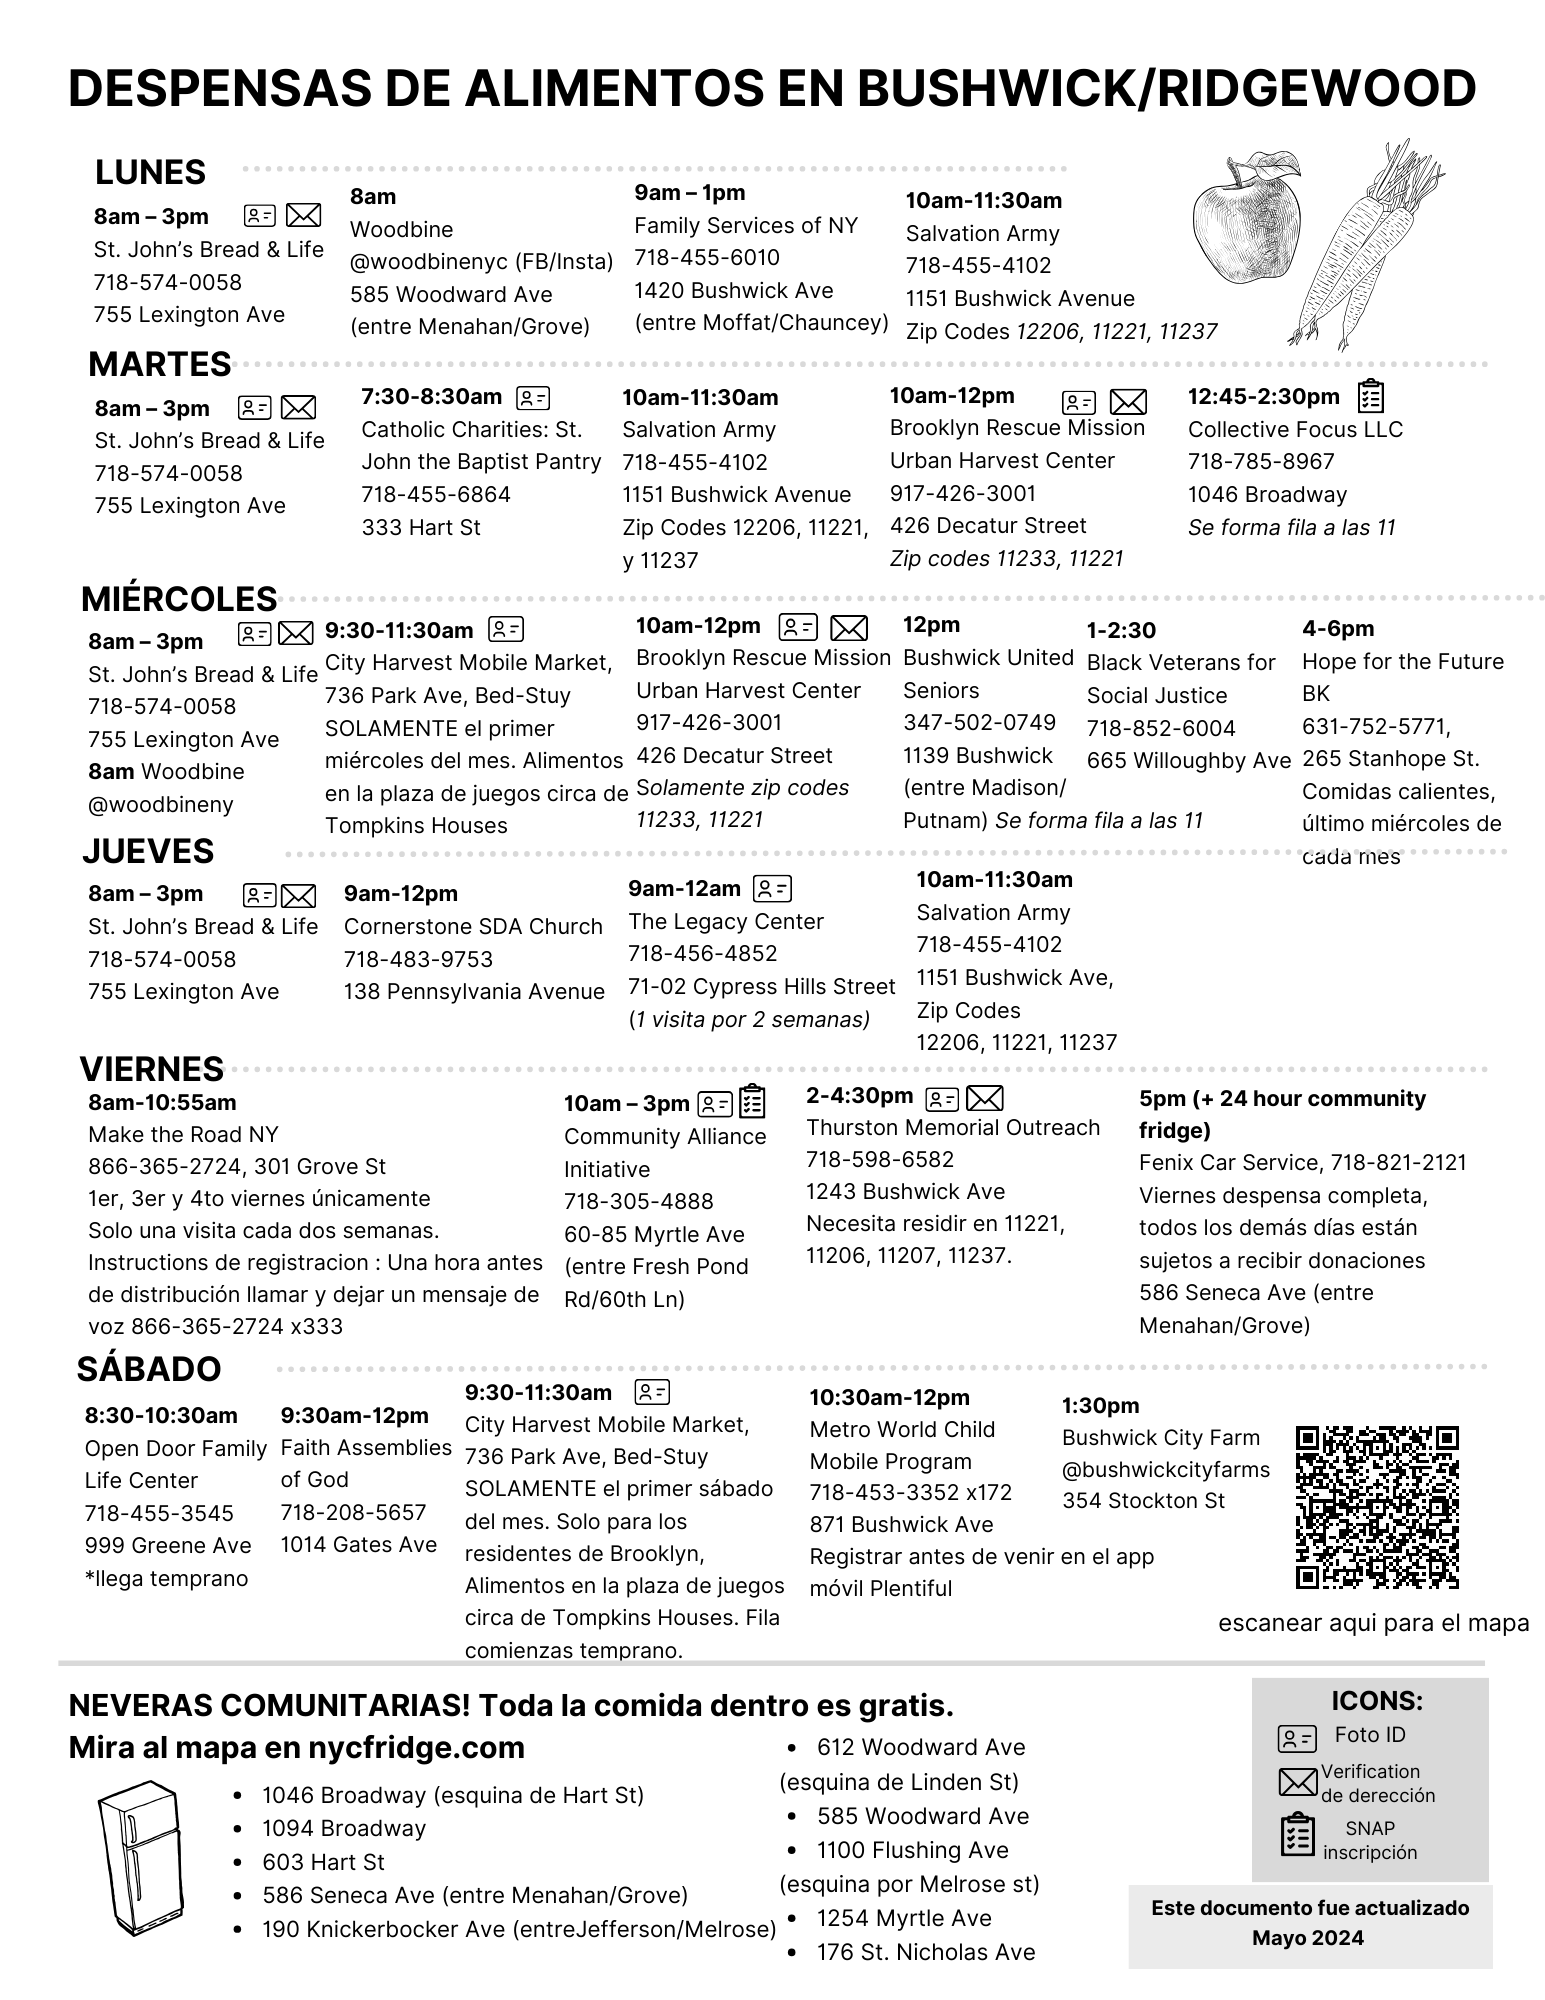 DESPENSAS DE ALIMENTOS EN BUSHWICK/RIDGEWOOD
LUNES
8am – 3pm
St. John’s Bread & Life
718-574-0058
755 Lexington Ave
8am
Woodbine
@woodbinenyc (FB/Insta)
585 Woodward Ave
(entre Menahan/Grove)
9am – 1pm
Family Services of NY
718-455-6010
1420 Bushwick Ave
(entre Moffat/Chauncey)
10am-11:30am
Salvation Army
718-455-4102
1151 Bushwick Avenue
Zip Codes 12206, 11221, 11237
MARTES
8am – 3pm
St. John’s Bread & Life
718-574-0058
755 Lexington Ave
7:30-8:30am
Catholic Charities: St.
John the Baptist Pantry
718-455-6864
333 Hart St
10am-11:30am
Salvation Army
718-455-4102
1151 Bushwick Avenue
Zip Codes 12206, 11221,
y 11237
10am-12pm
Brooklyn Rescue Mission
Urban Harvest Center
917-426-3001
426 Decatur Street
Zip codes 11233, 11221
12:45-2:30pm
Collective Focus LLC
718-785-8967
1046 Broadway
Se forma fila a las 11
MIÉRCOLES
8am – 3pm
St. John’s Bread & Life
718-574-0058
755 Lexington Ave
8am Woodbine
@woodbineny
9:30-11:30am
City Harvest Mobile Market,
736 Park Ave, Bed-Stuy
SOLAMENTE el primer
miércoles del mes. Alimentos
en la plaza de juegos circa de
Tompkins Houses
10am-12pm
Brooklyn Rescue Mission
Urban Harvest Center
917-426-3001
426 Decatur Street
Solamente zip codes
11233, 11221
12pm
Bushwick United
Seniors
347-502-0749
1139 Bushwick
(entre Madison/
Putnam) Se forma fila a las 11
1-2:30
Black Veterans for
Social Justice
718-852-6004
665 Willoughby Ave
4-6pm
Hope for the Future
BK
631-752-5771,
265 Stanhope St.
Comidas calientes,
último miércoles de
cada mes
JUEVES
8am – 3pm
St. John’s Bread & Life
718-574-0058
755 Lexington Ave
9am-12pm
Cornerstone SDA Church
718-483-9753
138 Pennsylvania Avenue
9am-12am
The Legacy Center
718-456-4852
71-02 Cypress Hills Street
(1 visita por 2 semanas)
10am-11:30am
Salvation Army
718-455-4102
1151 Bushwick Ave,
Zip Codes
12206, 11221, 11237
VIERNES
8am-10:55am
Make the Road NY
866-365-2724, 301 Grove St
1er, 3er y 4to viernes únicamente
Solo una visita cada dos semanas.
Instructions de registracion : Una hora antes
de distribución llamar y dejar un mensaje de
voz 866-365-2724 x333
10am – 3pm
Community Alliance
Initiative
718-305-4888
60-85 Myrtle Ave
(entre Fresh Pond
Rd/60th Ln)
2-4:30pm
Thurston Memorial Outreach
718-598-6582
1243 Bushwick Ave
Necesita residir en 11221,
11206, 11207, 11237.
5pm (+ 24 hour community
fridge)
Fenix Car Service, 718-821-2121
Viernes despensa completa,
todos los demás días están
sujetos a recibir donaciones
586 Seneca Ave (entre
Menahan/Grove)
SÁBADO
8:30-10:30am
Open Door Family
Life Center
718-455-3545
999 Greene Ave
*llega temprano
9:30am-12pm
Faith Assemblies
of God
718-208-5657
1014 Gates Ave
9:30-11:30am
City Harvest Mobile Market,
736 Park Ave, Bed-Stuy
SOLAMENTE el primer sábado
del mes. Solo para los
residentes de Brooklyn,
Alimentos en la plaza de juegos
circa de Tompkins Houses. Fila
comienzas temprano.
10:30am-12pm
Metro World Child
Mobile Program
718-453-3352 x172
871 Bushwick Ave
Registrar antes de venir en el app
móvil Plentiful
1:30pm
Bushwick City Farm
@bushwickcityfarms
354 Stockton St
escanear aqui para el mapa
NEVERAS COMUNITARIAS! Toda la comida dentro es gratis.
Mira al mapa en nycfridge.com
• 1046 Broadway (esquina de Hart St)
• 1094 Broadway
• 603 Hart St
• 586 Seneca Ave (entre Menahan/Grove)
• 190 Knickerbocker Ave (entreJefferson/Melrose)
• 612 Woodward Ave
(esquina de Linden St)
• 585 Woodward Ave
• 1100 Flushing Ave
(esquina por Melrose st)
• 1254 Myrtle Ave
• 176 St. Nicholas Ave
ICONS:
Foto ID
Verification
de derección
SNAP
inscripción
Este documento fue actualizado
Mayo 2024